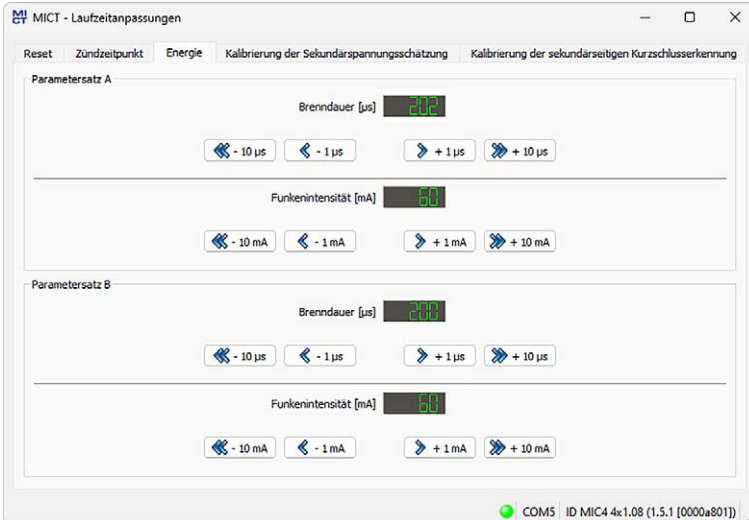 MICT - Laufzeitanpassungen
Reset Zündzeitpunkt Energie Kalibrierung der Sekundärspannungsschätzung Kalibrierung der sekundärseitigen Kurzschlusserkennung
Parametersatz A
Brenndauer [µs] 202
- 10 µs - 1 µs + 1 µs + 10 µs
Funkenintensität [mA] 60
- 10 mA - 1 mA + 1 mA + 10 mA
Parametersatz B
Brenndauer [µs] 200
- 10 µs - 1 µs + 1 µs + 10 µs
Funkenintensität [mA] 60
- 10 mA - 1 mA + 1 mA + 10 mA
COM5 ID MIC4 4x1.08 (1.5.1 [0000a801])